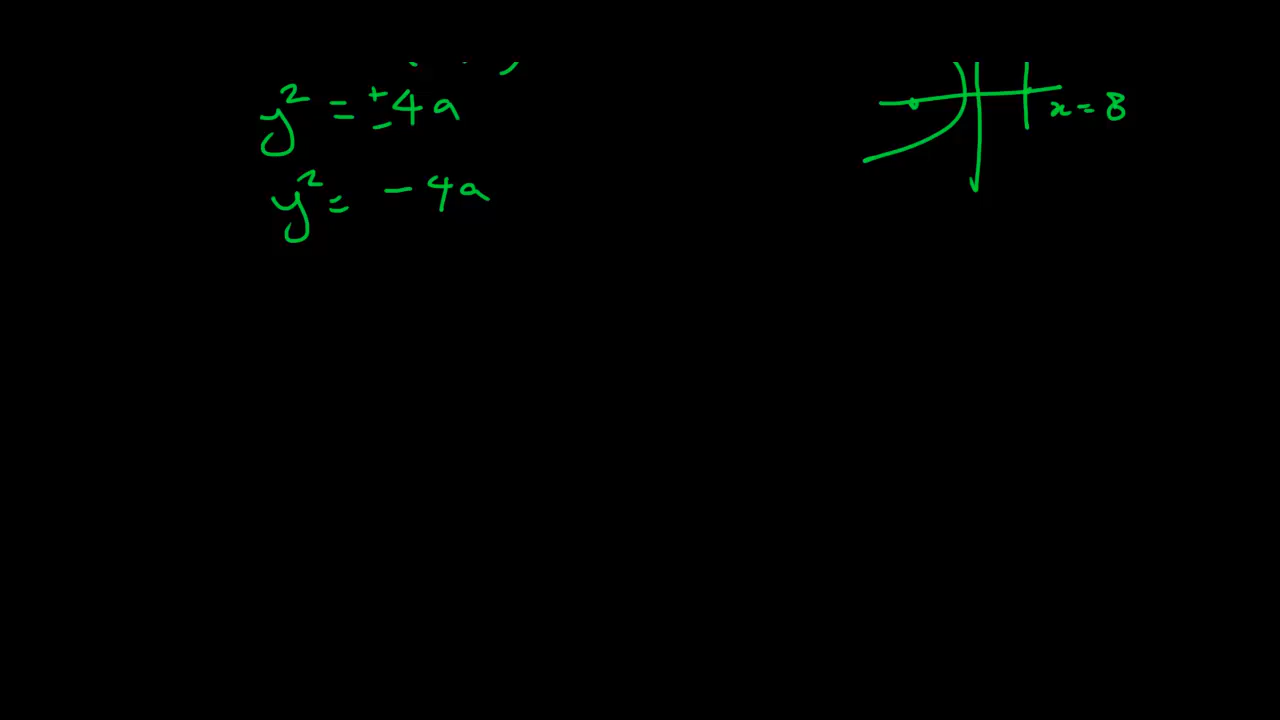 y² = ±4a
x = 8
y² = -4a